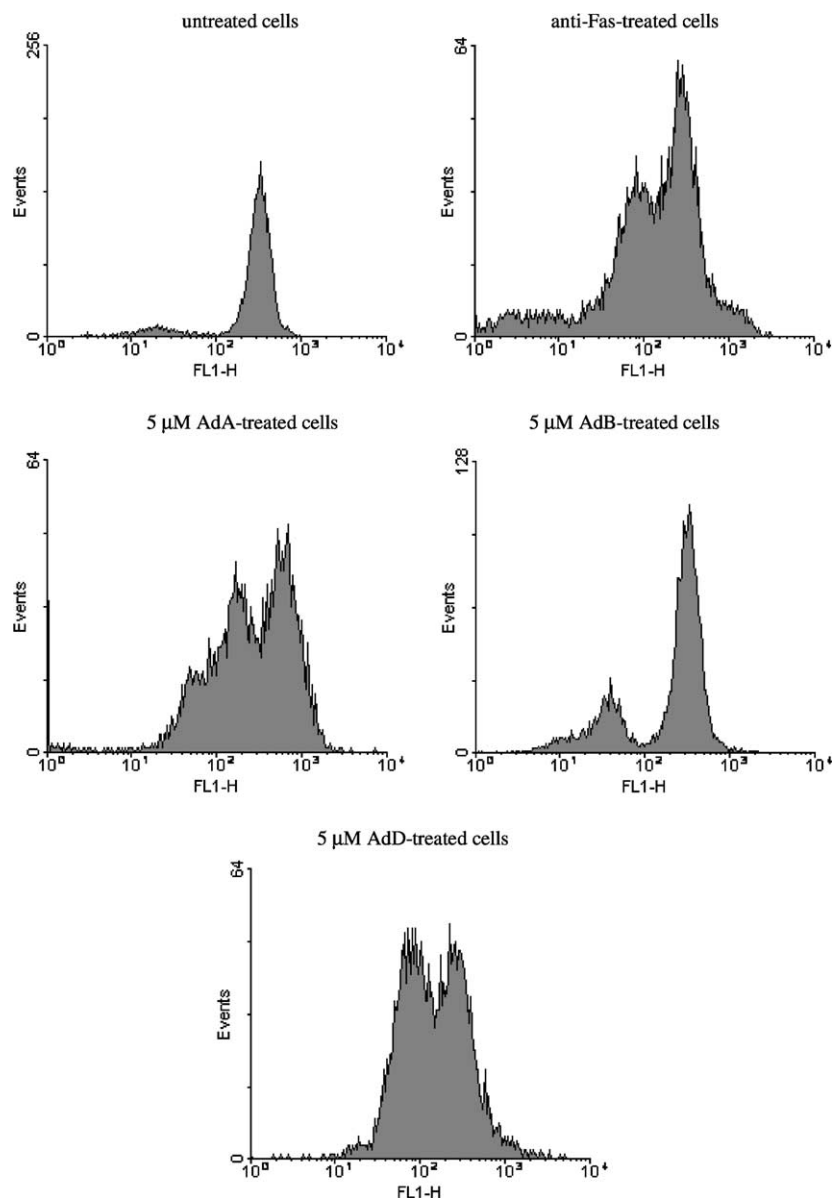 untreated cells
256
Events
0
10⁰ 10¹ 10² 10³ 10⁴
FL1-H
anti-Fas-treated cells
64
Events
0
10⁰ 10¹ 10² 10³ 10⁴
FL1-H
5 µM AdA-treated cells
64
Events
0
10⁰ 10¹ 10² 10³ 10⁴
FL1-H
5 µM AdB-treated cells
128
Events
0
10⁰ 10¹ 10² 10³ 10⁴
FL1-H
5 µM AdD-treated cells
64
Events
0
10⁰ 10¹ 10² 10³ 10⁴
FL1-H